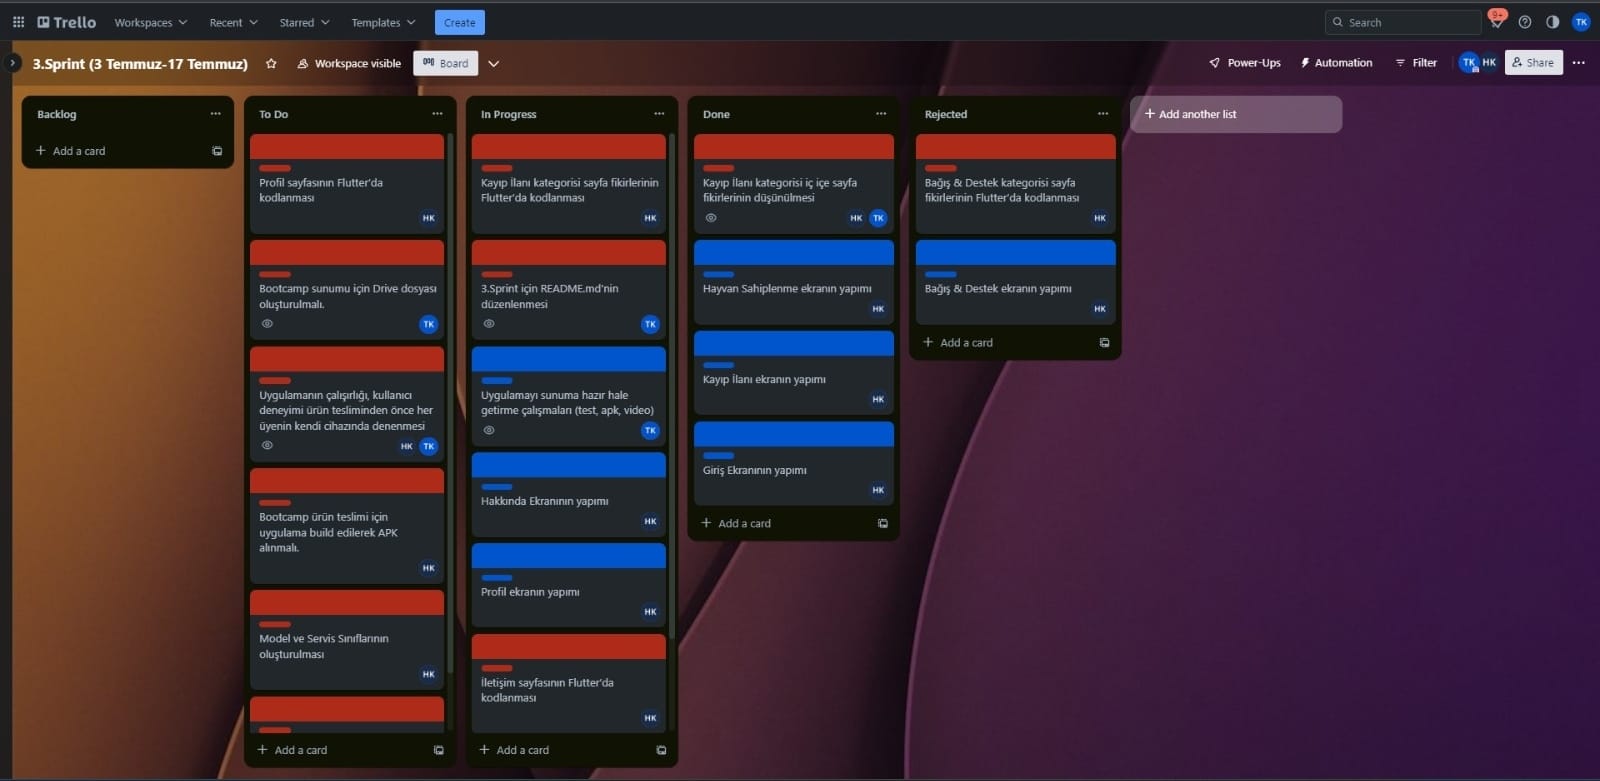 Trello
Workspaces
Recent
Starred
Templates
Create
Search
9+
TK
3.Sprint (3 Temmuz-17 Temmuz)
Workspace visible
Board
Power-Ups
Automation
Filter
TK
HK
Share
Backlog
Add a card
To Do
Profil sayfasının Flutter'da
kodlanması
HK
Bootcamp sunumu için Drive dosyası
oluşturulmalı.
TK
Uygulamanın çalışırlığı, kullanıcı
deneyimi ürün tesliminden önce her
üyenin kendi cihazında denenmesi
HK TK
Bootcamp ürün teslimi için
uygulama build edilerek APK
alınmalı.
HK
Model ve Servis Sınıflarının
oluşturulması
HK
Add a card
In Progress
Kayıp İlanı kategorisi sayfa fikirlerinin
Flutter'da kodlanması
HK
3.Sprint için README.md'nin
düzenlenmesi
TK
Uygulamayı sunuma hazır hale
getirme çalışmaları (test, apk, video)
TK
Hakkında Ekranının yapımı
HK
Profil ekranın yapımı
HK
İletişim sayfasının Flutter'da
kodlanması
HK
Add a card
Done
Kayıp İlanı kategorisi iç içe sayfa
fikirlerinin düşünülmesi
HK TK
Hayvan Sahiplenme ekranın yapımı
HK
Kayıp İlanı ekranın yapımı
HK
Giriş Ekranının yapımı
HK
Add a card
Rejected
Bağış & Destek kategorisi sayfa
fikirlerinin Flutter'da kodlanması
HK
Bağış & Destek ekranın yapımı
HK
Add a card
Add another list